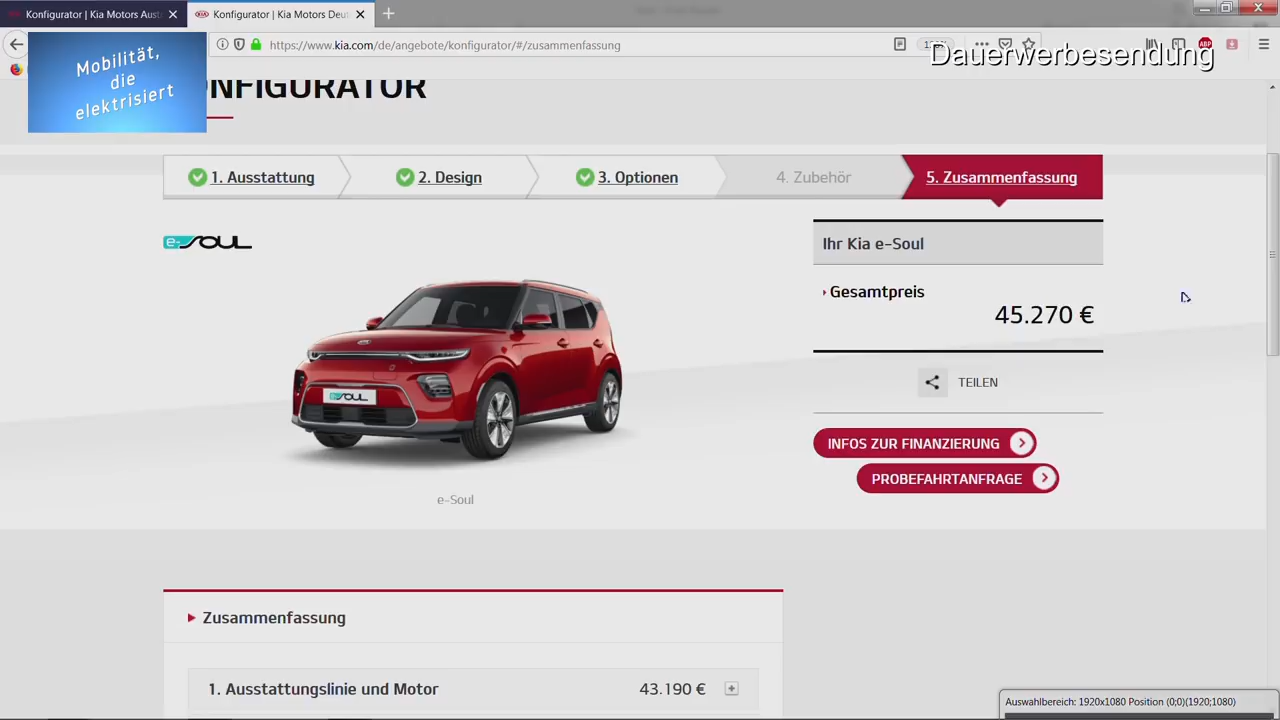 Konfigurator | Kia Motors Aust
Konfigurator | Kia Motors Deut
https://www.kia.com/de/angebote/konfigurator/#/zusammenfassung
ABP
Dauerwerbesendung
Mobilität,
die
elektrisiert
NFIGURATOR
1. Ausstattung
2. Design
3. Optionen
4. Zubehör
5. Zusammenfassung
e-SOUL
Ihr Kia e-Soul
Gesamtpreis
45.270 €
TEILEN
INFOS ZUR FINANZIERUNG
PROBEFAHRTANFRAGE
e-SOUL
e-Soul
Zusammenfassung
1. Ausstattungslinie und Motor
43.190 €
Auswahlbereich: 1920x1080 Position (0;0)(1920;1080)